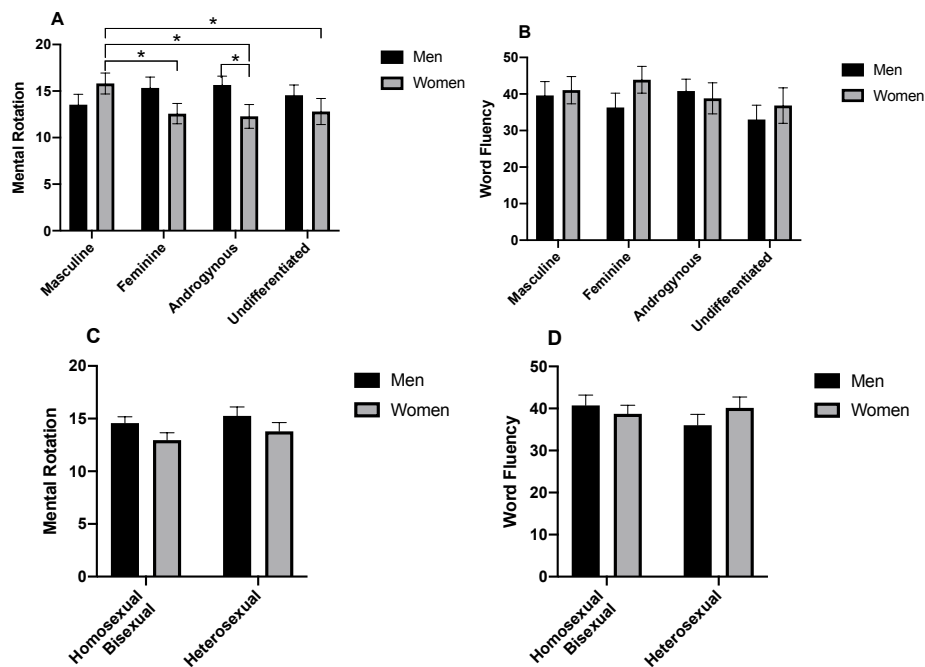 A
*
*
*
*
Mental Rotation
20
15
10
5
0
Masculine
Feminine
Androgynous
Undifferentiated
Men
Women
B
Word Fluency
50
40
30
20
10
0
Masculine
Feminine
Androgynous
Undifferentiated
Men
Women
C
Mental Rotation
20
15
10
5
0
Homosexual
Bisexual
Heterosexual
Men
Women
D
Word Fluency
50
40
30
20
10
0
Homosexual
Bisexual
Heterosexual
Men
Women